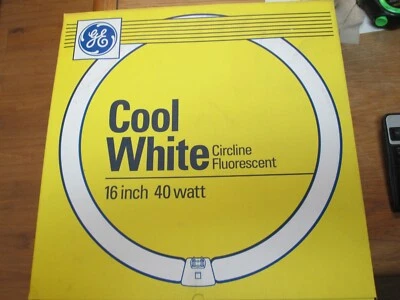 GE
Cool
White Circline
Fluorescent
16 inch 40 watt